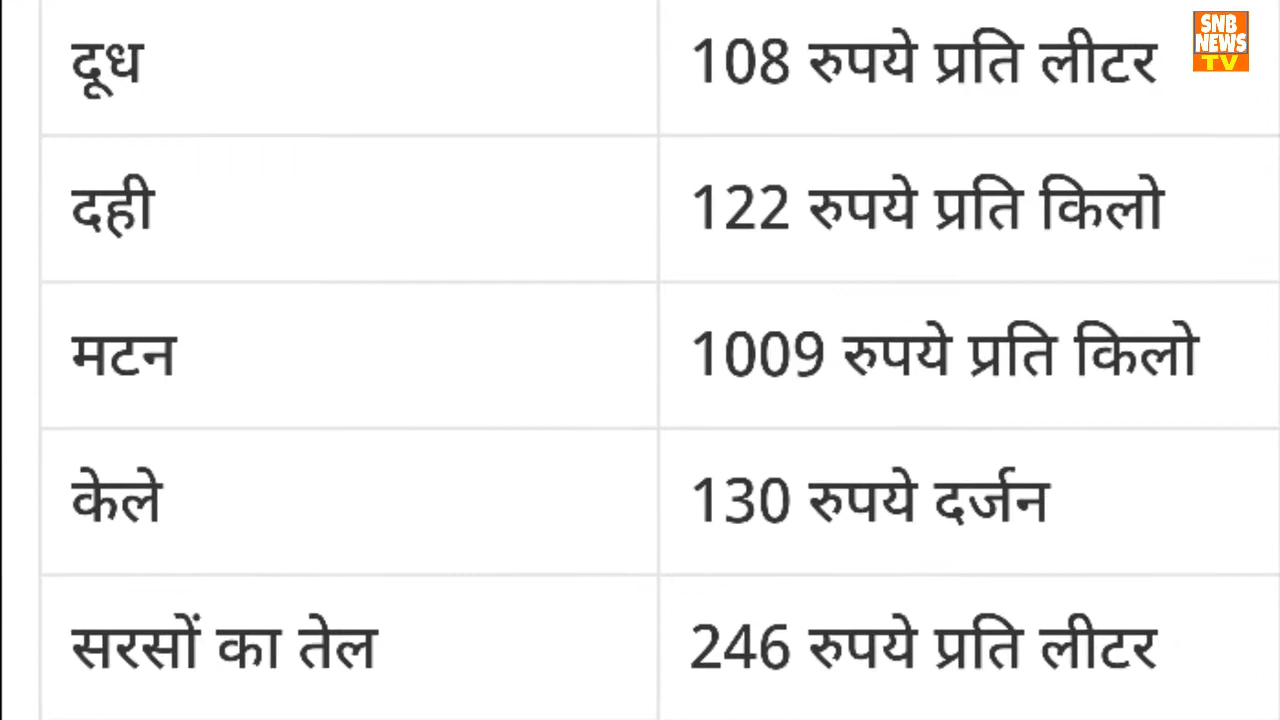 SNB
NEWS
TV
दूध 108 रुपये प्रति लीटर
दही 122 रुपये प्रति किलो
मटन 1009 रुपये प्रति किलो
केले 130 रुपये दर्जन
सरसों का तेल 246 रुपये प्रति लीटर